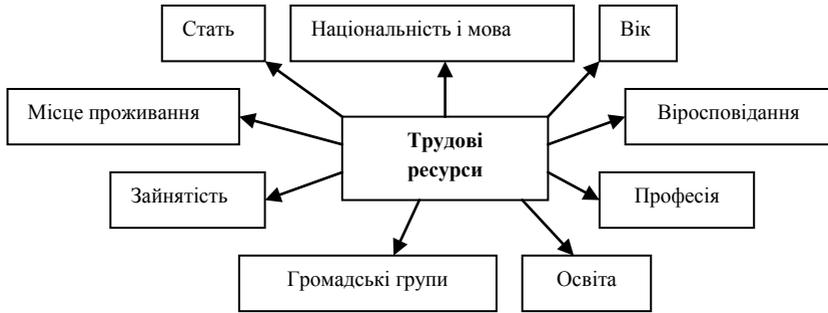 Стать
Національність і мова
Вік
Місце проживання
Віросповідання
Трудові
ресурси
Зайнятість
Професія
Громадські групи
Освіта